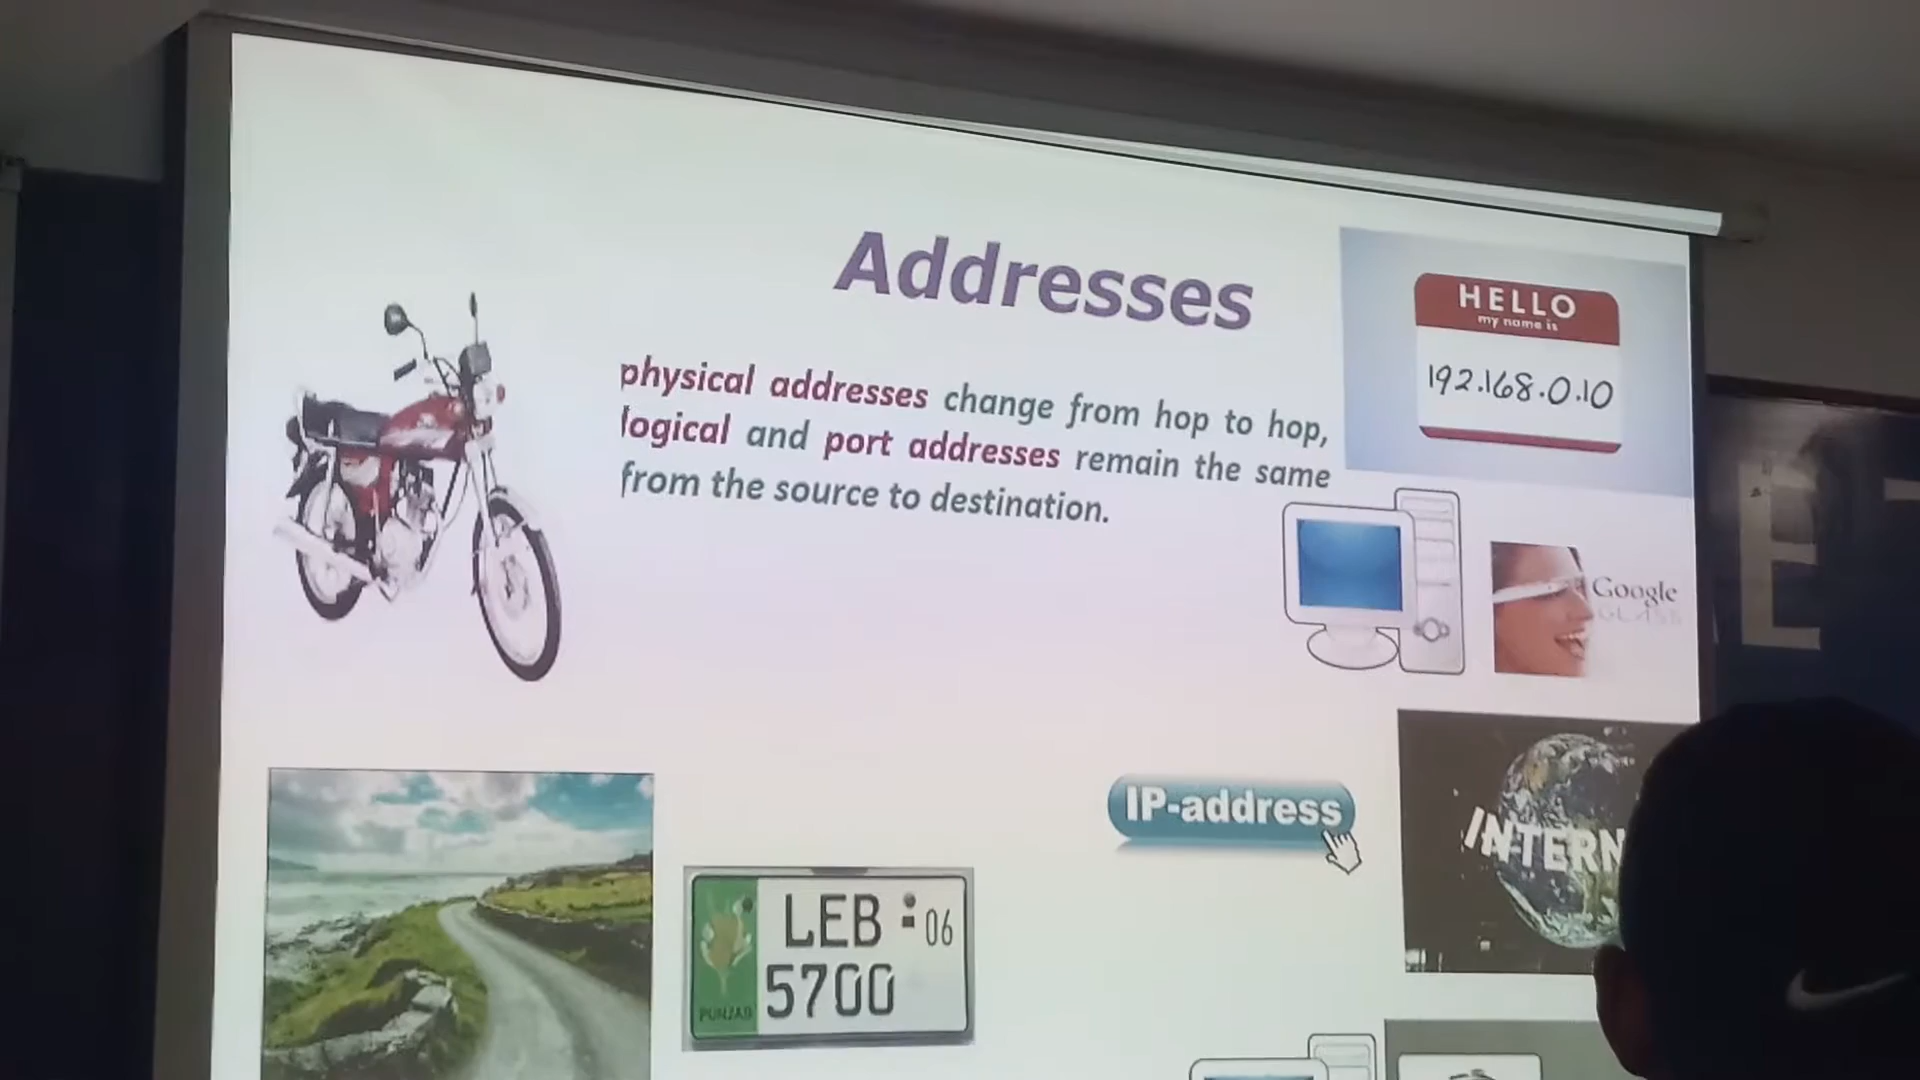 Addresses
physical addresses change from hop to hop,
logical and port addresses remain the same
from the source to destination.
HELLO
my name is
192.168.0.10
Google
GLASS
IP-address
LEB 06
5700
PUNJAB